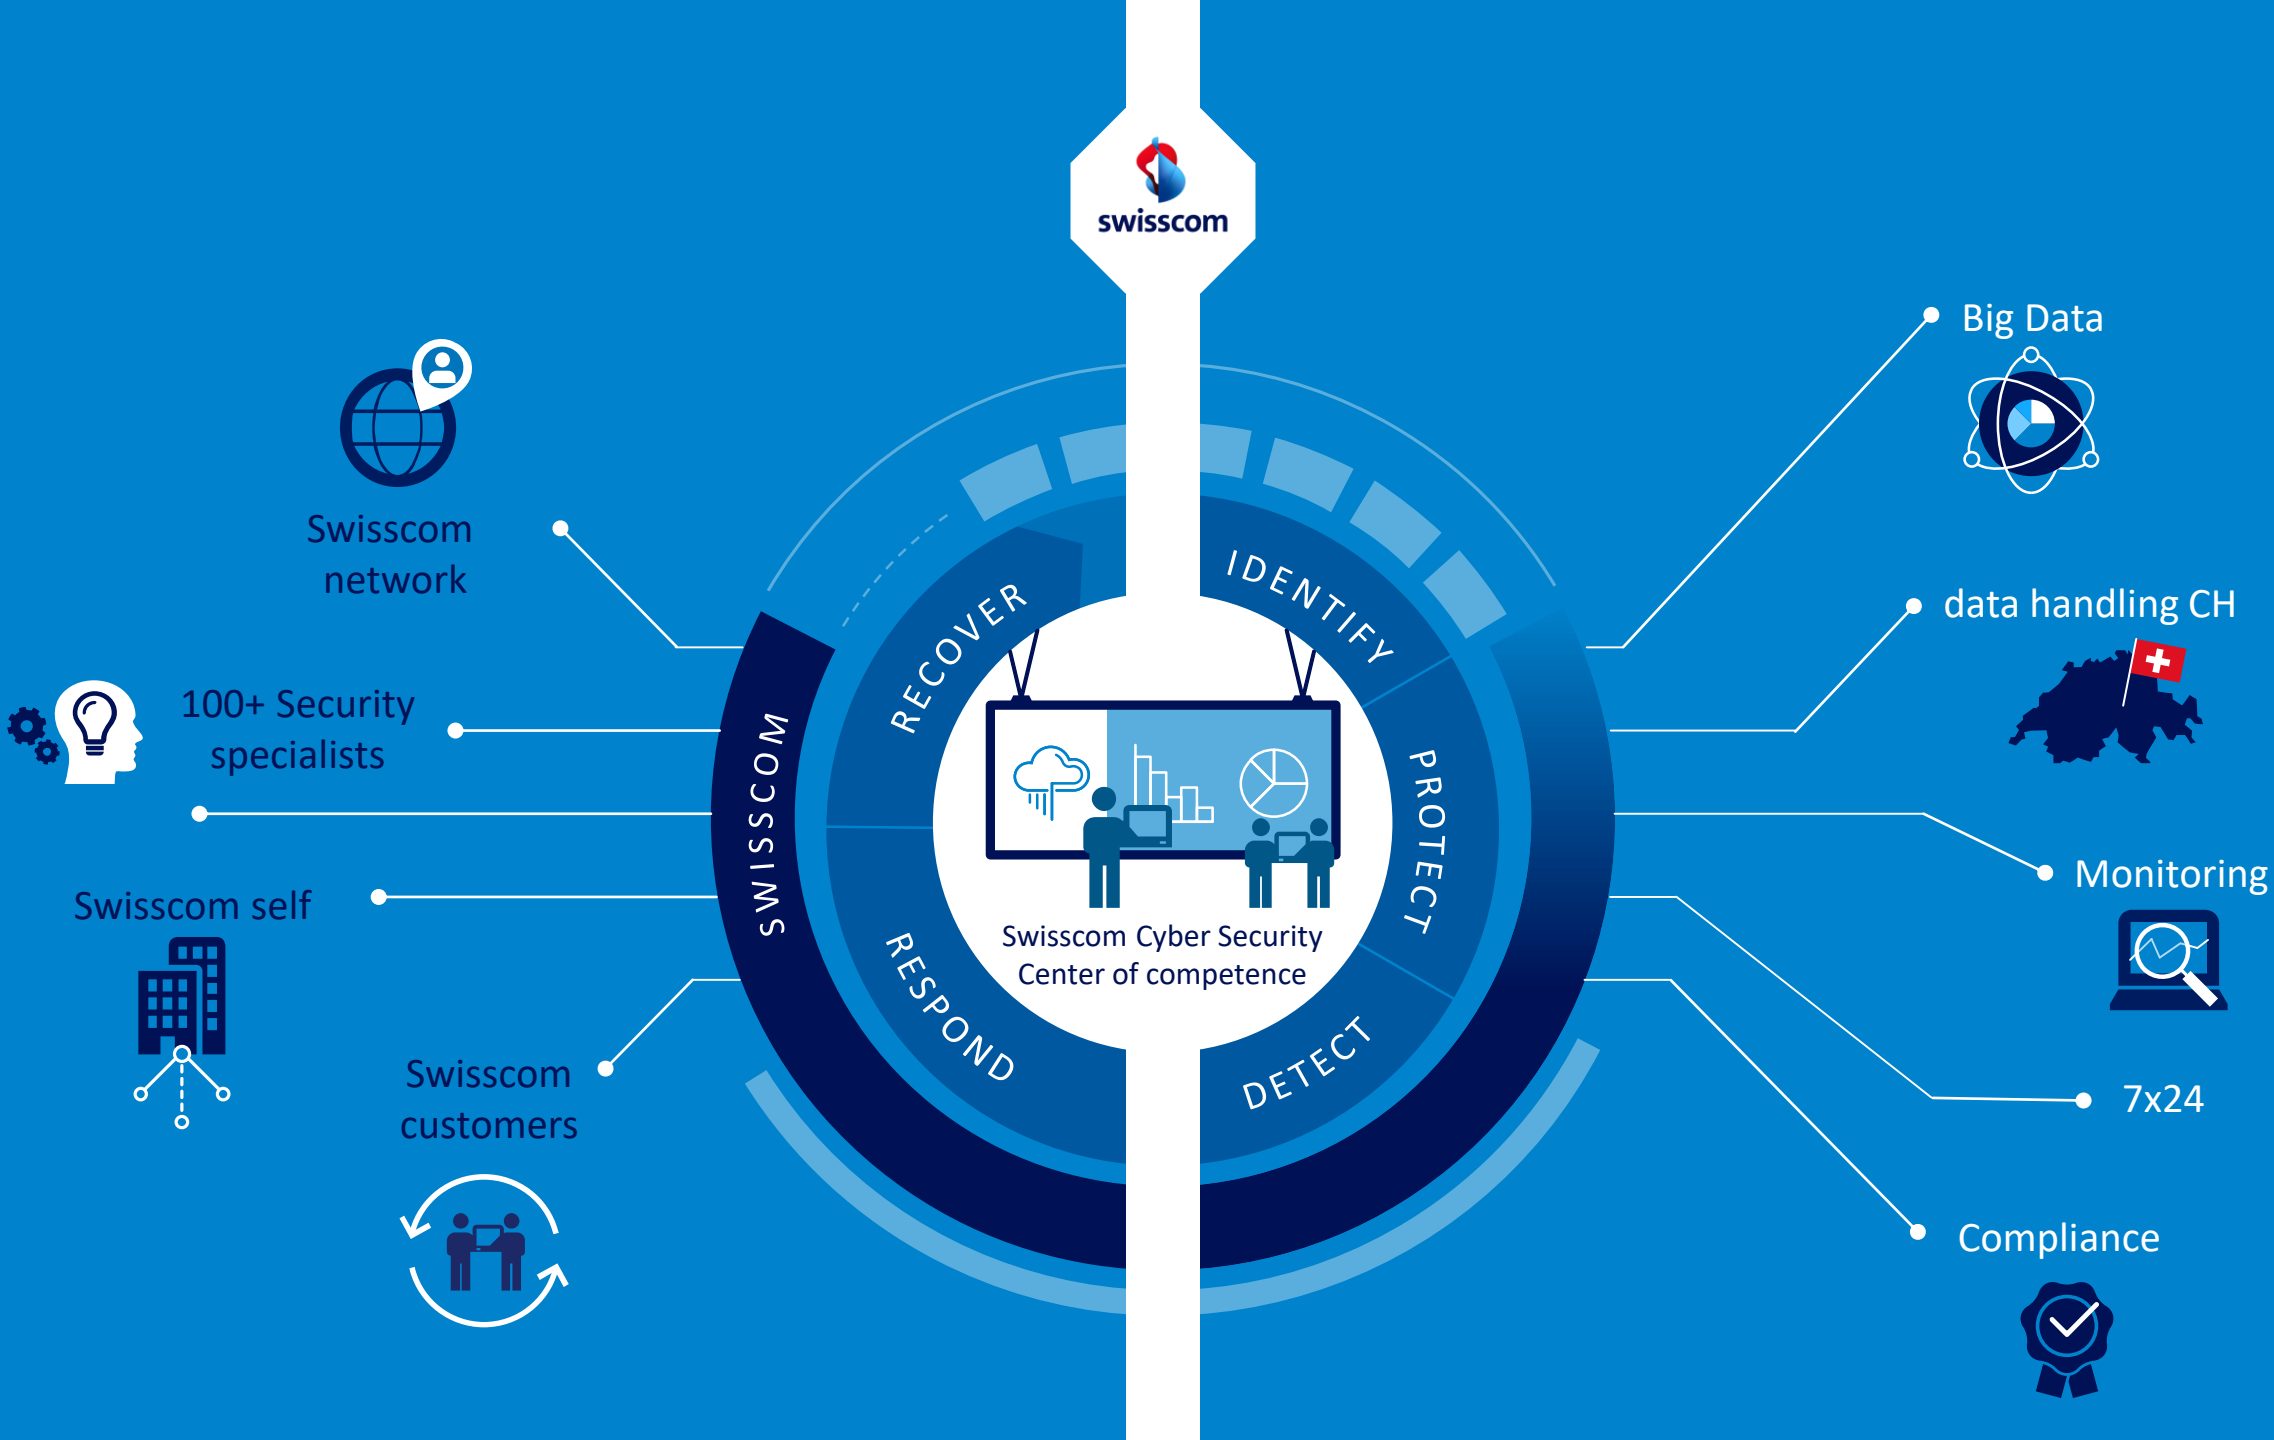 swisscom
Swisscom
network
100+ Security
specialists
Swisscom self
Swisscom
customers
SWISSCOM
RECOVER
IDENTIFY
PROTECT
DETECT
RESPOND
Swisscom Cyber Security
Center of competence
Big Data
data handling CH
Monitoring
7x24
Compliance